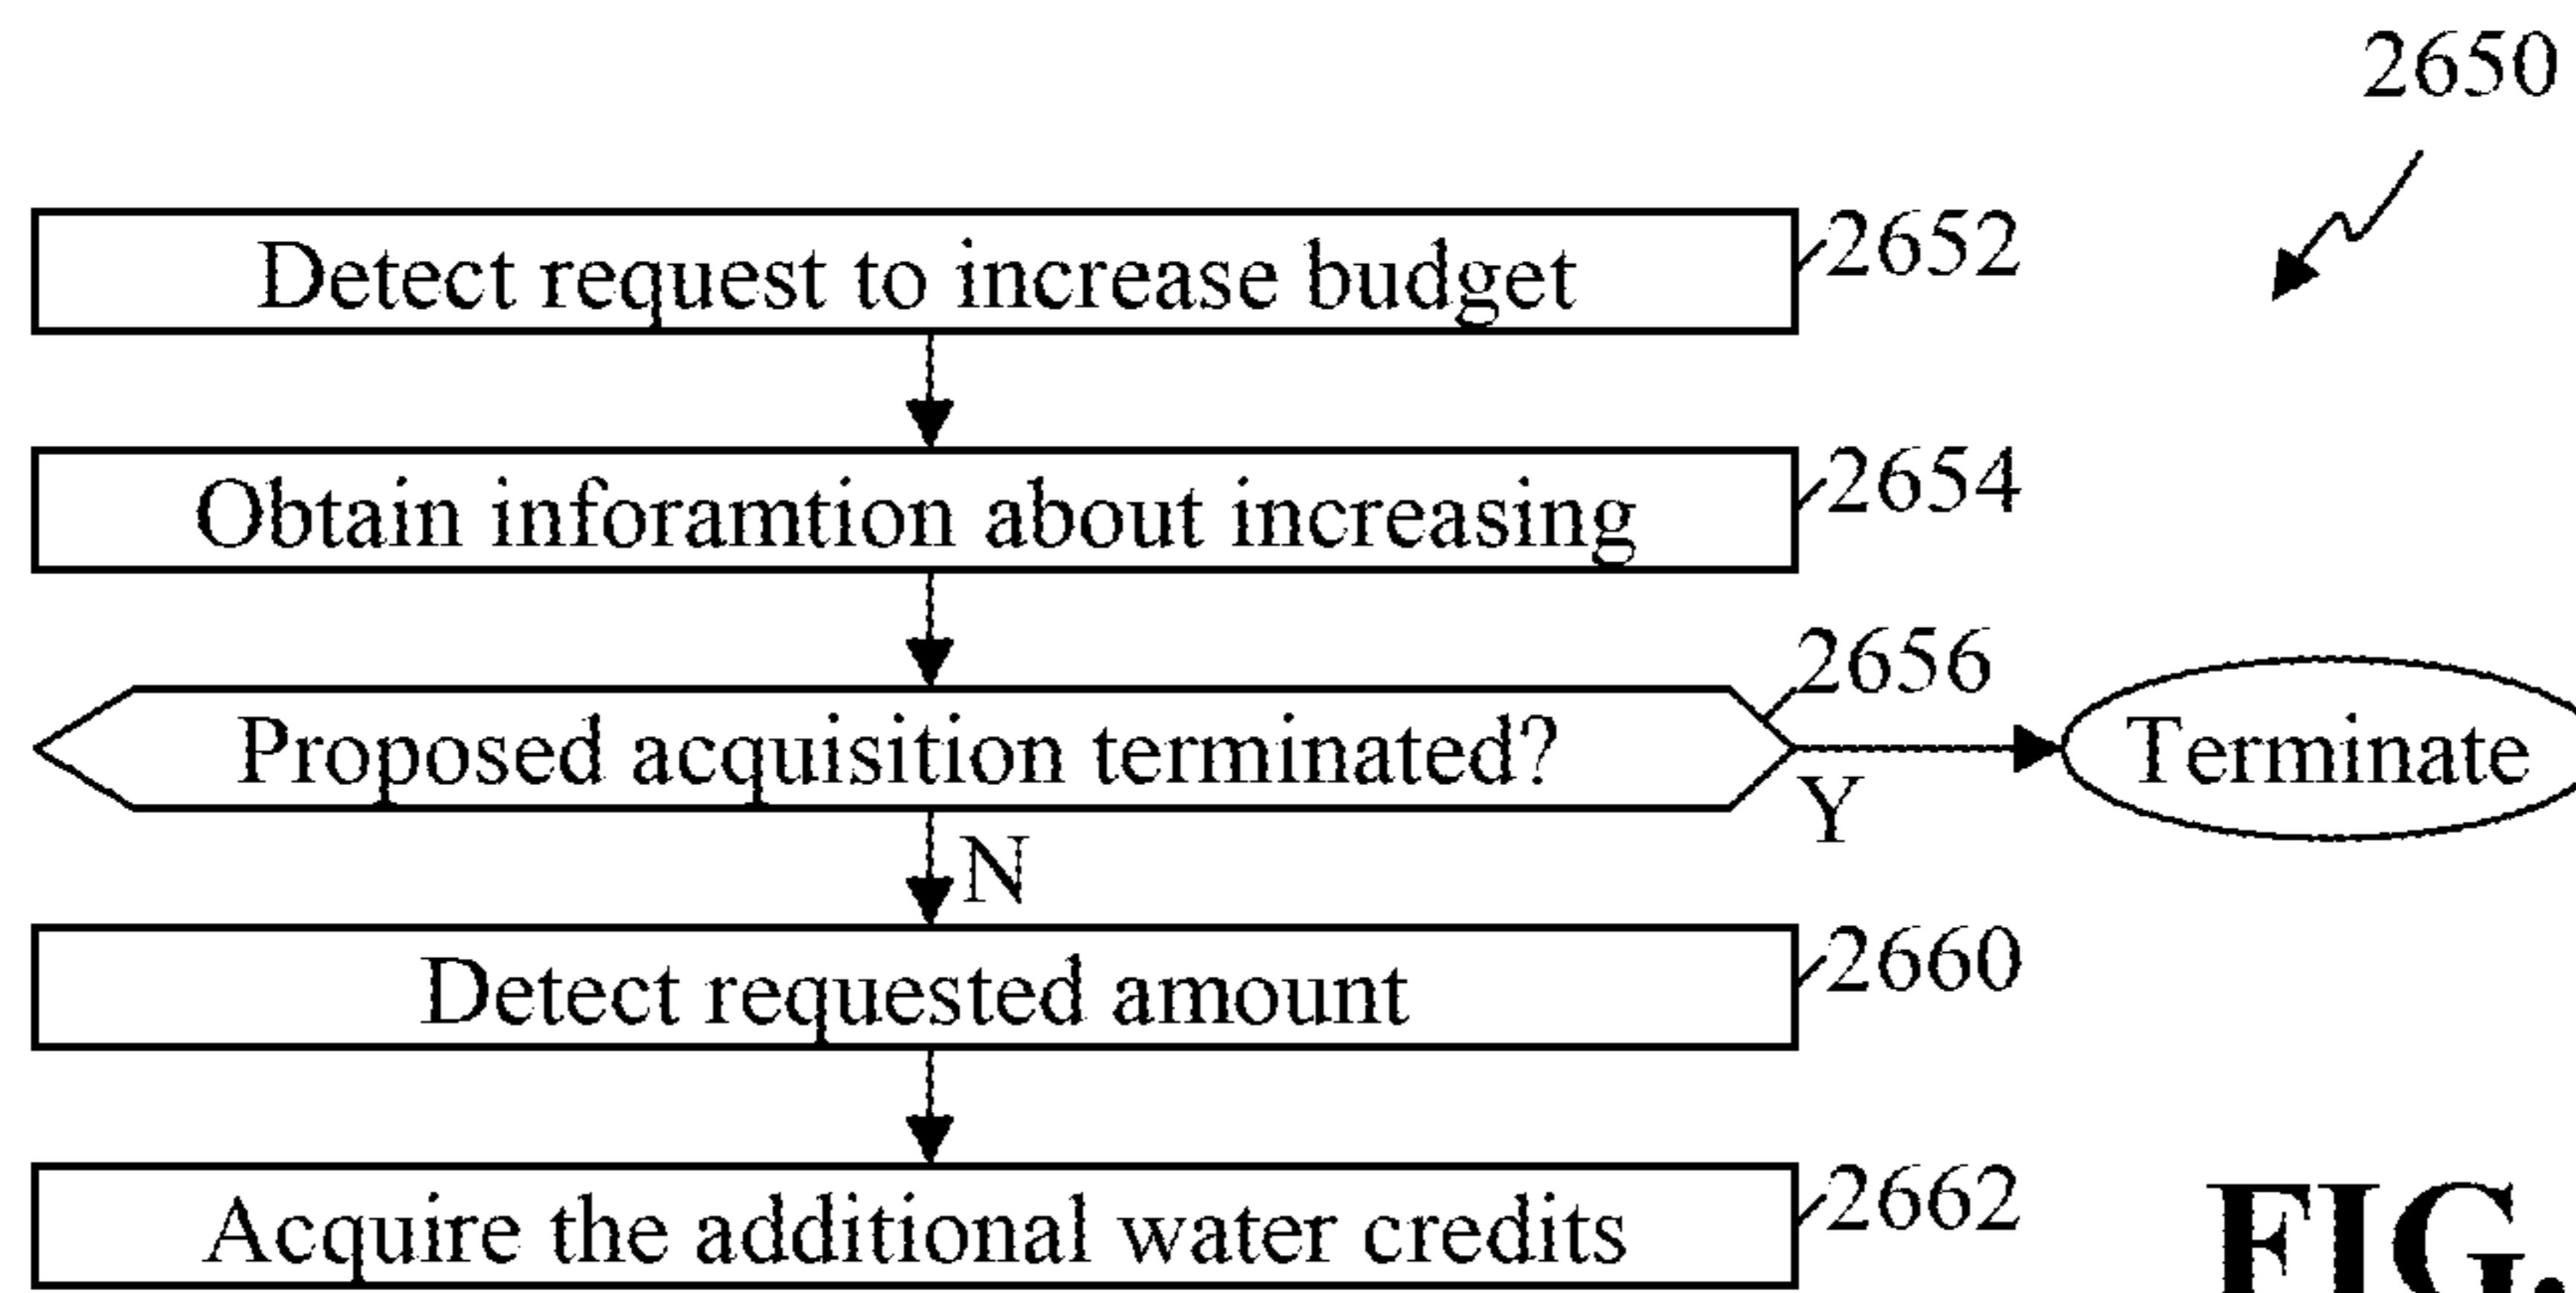 2650
Detect request to increase budget
2652
Obtain inforamtion about increasing
2654
Proposed acquisition terminated?
2656
Y
Terminate
N
Detect requested amount
2660
Acquire the additional water credits
2662
FIG.